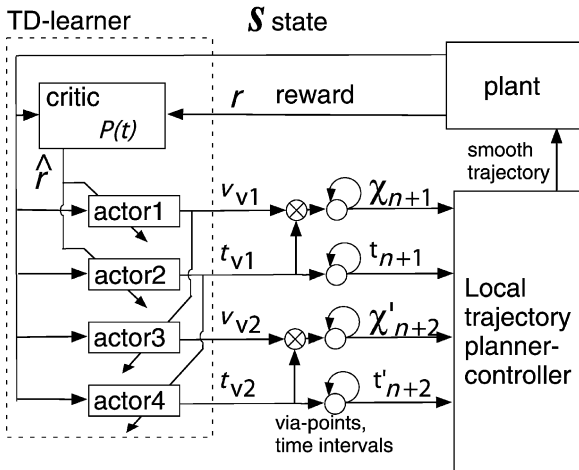 TD-learner
S state
critic
P(t)
r reward
plant
r̂
smooth
trajectory
actor1
v_v1
χ_n+1
actor2
t_v1
t_n+1
actor3
v_v2
χ'_n+2
Local
trajectory
planner-
controller
actor4
t_v2
t'_n+2
via-points,
time intervals